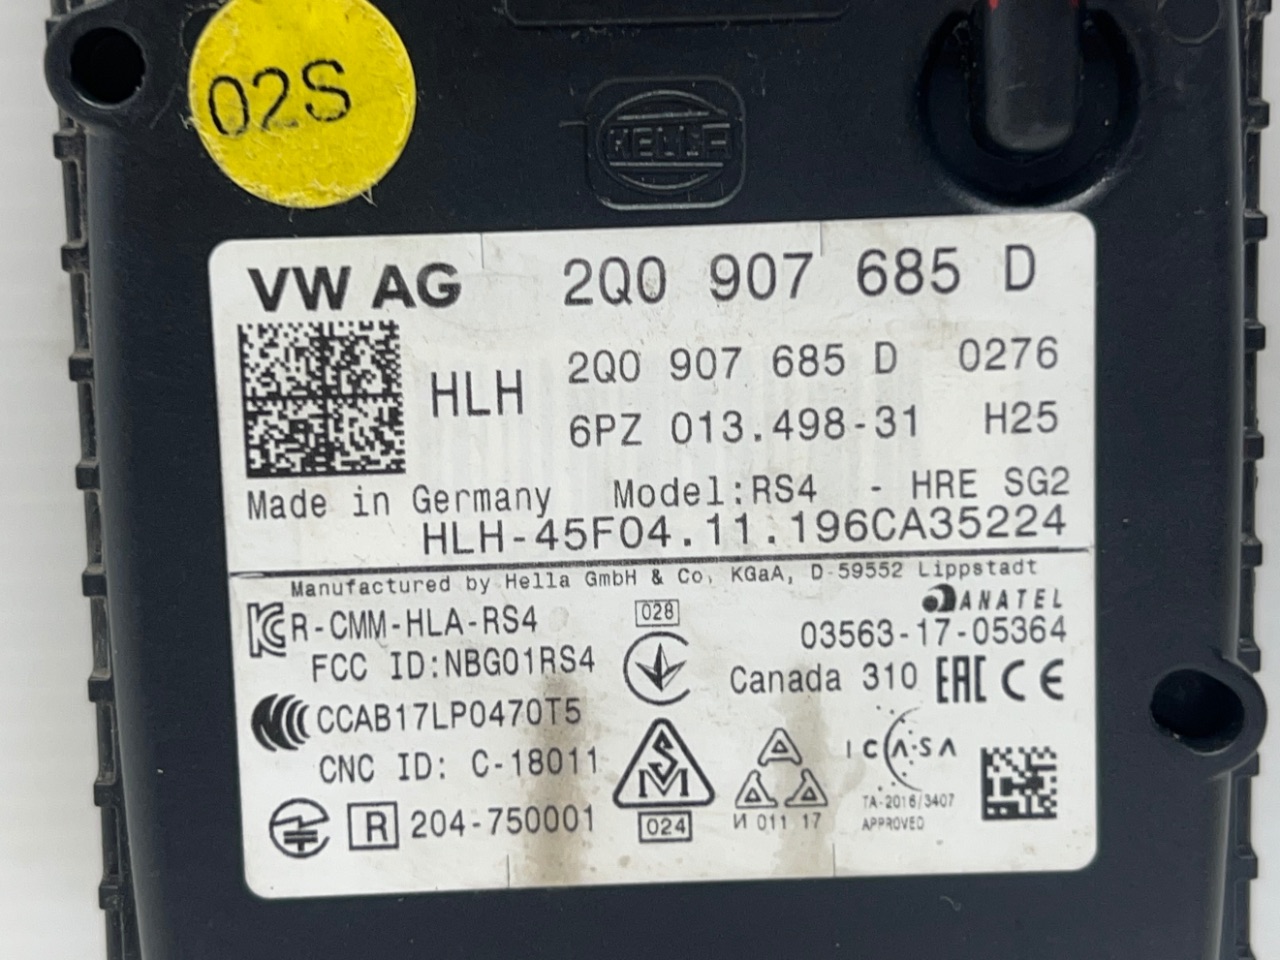 02S
HELLA
VW AG 2Q0 907 685 D
HLH 2Q0 907 685 D 0276
6PZ 013.498-31 H25
Made in Germany Model:RS4 - HRE SG2
HLH-45F04.11.196CA35224
Manufactured by Hella GmbH & Co. KGaA, D-59552 Lippstadt
R-CMM-HLA-RS4 028 ANATEL
03563-17-05364
FCC ID:NBG01RS4 Canada 310 EAC CE
CCAB17LP0470T5
CNC ID: C-18011 SM ICASA
R 204-750001 024 И 011 17 TA-2016/3407
APPROVED